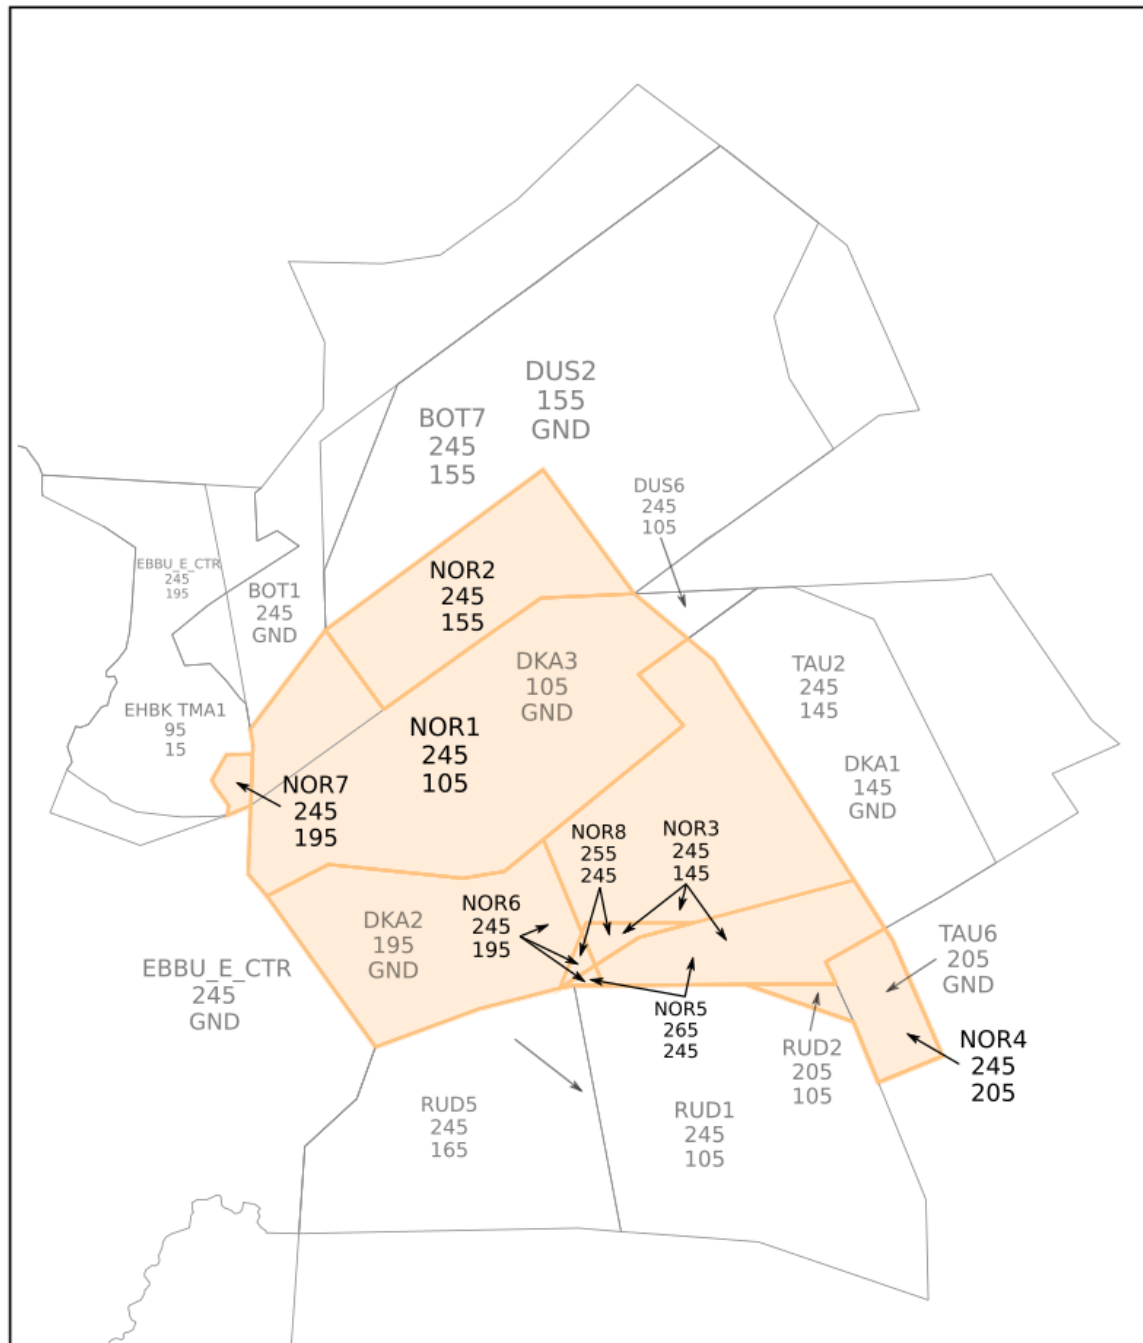 DUS2
155
GND
BOT7
245
155
DUS6
245
105
EBBU_E_CTR
245
195
BOT1
245
GND
NOR2
245
155
DKA3
105
GND
TAU2
245
145
EHBK TMA1
95
15
NOR1
245
105
DKA1
145
GND
NOR7
245
195
NOR8
255
245
NOR3
245
145
NOR6
245
195
DKA2
195
GND
EBBU_E_CTR
245
GND
TAU6
205
GND
NOR5
265
245
RUD2
205
105
NOR4
245
205
RUD5
245
165
RUD1
245
105